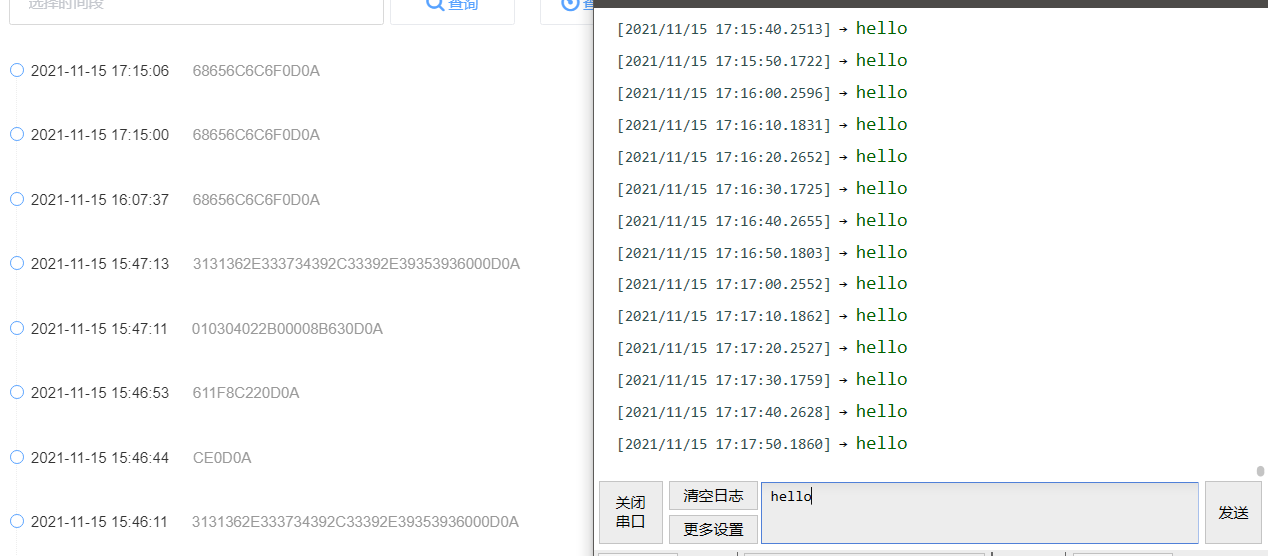 选择时间段
查询
2021-11-15 17:15:06 68656C6C6F0D0A
2021-11-15 17:15:00 68656C6C6F0D0A
2021-11-15 16:07:37 68656C6C6F0D0A
2021-11-15 15:47:13 3131362E333734392C33392E39353936000D0A
2021-11-15 15:47:11 010304022B00008B630D0A
2021-11-15 15:46:53 611F8C220D0A
2021-11-15 15:46:44 CE0D0A
2021-11-15 15:46:11 3131362E333734392C33392E39353936000D0A
[2021/11/15 17:15:40.2513] → hello
[2021/11/15 17:15:50.1722] → hello
[2021/11/15 17:16:00.2596] → hello
[2021/11/15 17:16:10.1831] → hello
[2021/11/15 17:16:20.2652] → hello
[2021/11/15 17:16:30.1725] → hello
[2021/11/15 17:16:40.2655] → hello
[2021/11/15 17:16:50.1803] → hello
[2021/11/15 17:17:00.2552] → hello
[2021/11/15 17:17:10.1862] → hello
[2021/11/15 17:17:20.2527] → hello
[2021/11/15 17:17:30.1759] → hello
[2021/11/15 17:17:40.2628] → hello
[2021/11/15 17:17:50.1860] → hello
关闭
串口
清空日志
更多设置
hello
发送